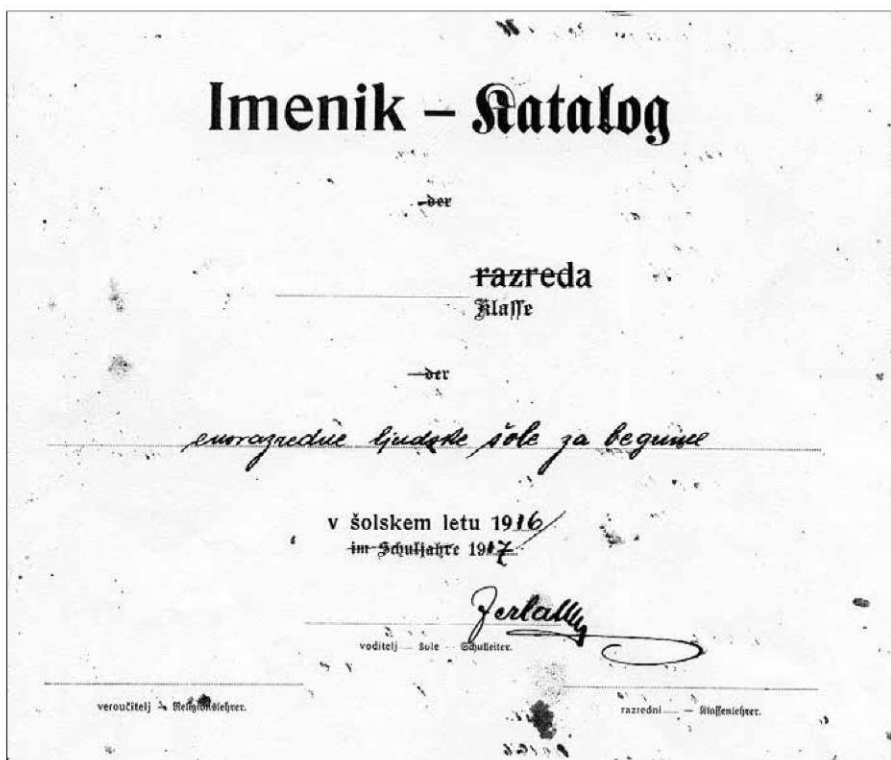 Imenik – Katalog
der
razreda
Klasse
der
enorazredne ljudske šole za begunce
v šolskem letu 1916/
im Schuljahre 1917
voditelj – šole – Schulleiter.
veroučitelj – Religionslehrer.
razredni – Klassenlehrer.